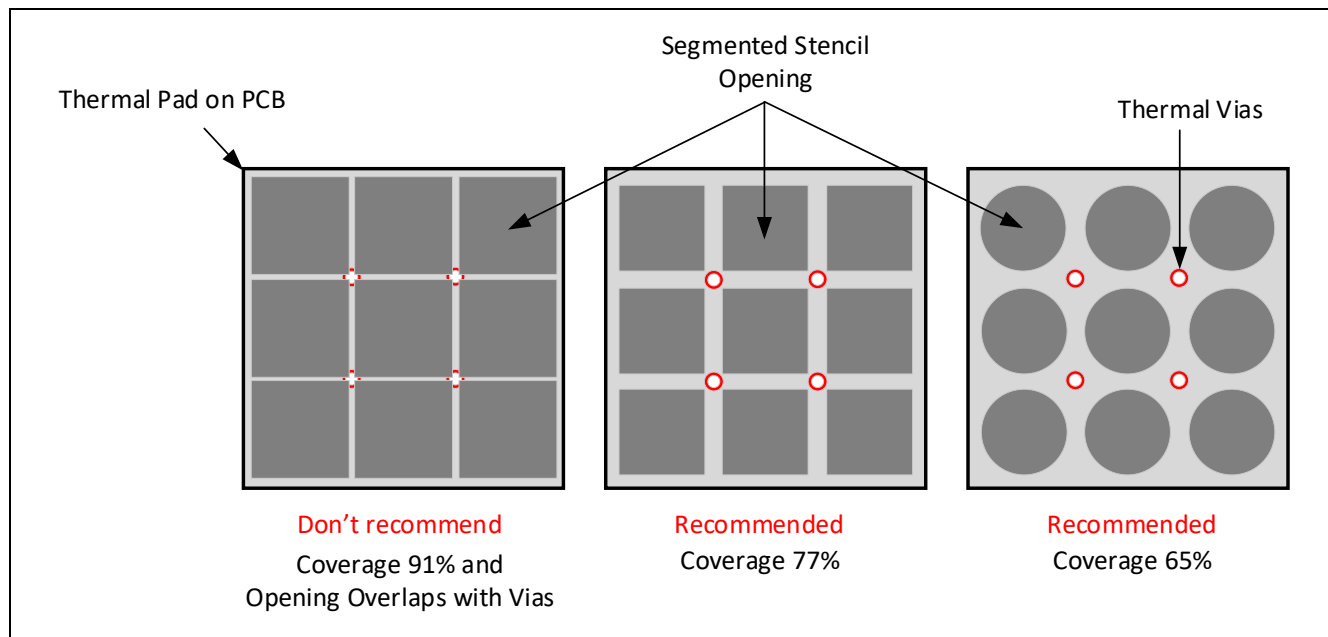 Segmented Stencil
Opening
Thermal Pad on PCB
Thermal Vias
Don’t recommend
Coverage 91% and
Opening Overlaps with Vias
Recommended
Coverage 77%
Recommended
Coverage 65%